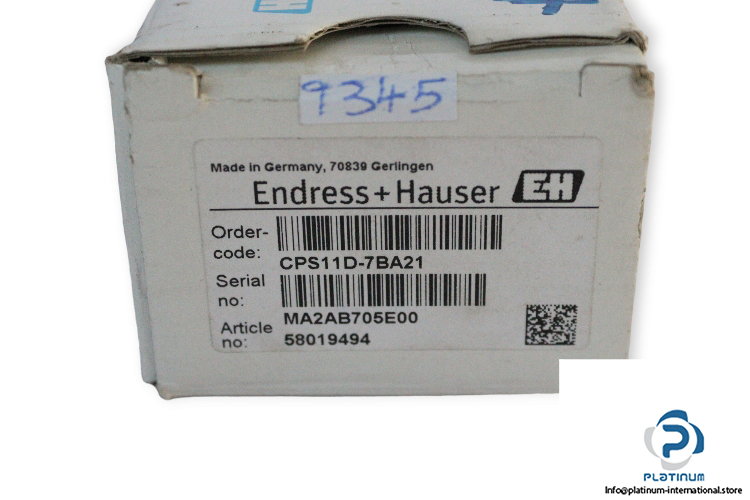 9345
Made in Germany, 70839 Gerlingen
Endress+Hauser EH
Order-
code:
CPS11D-7BA21
Serial
no:
MA2AB705E00
Article
no:
58019494
PLATINUM
Info@platinum-international.store